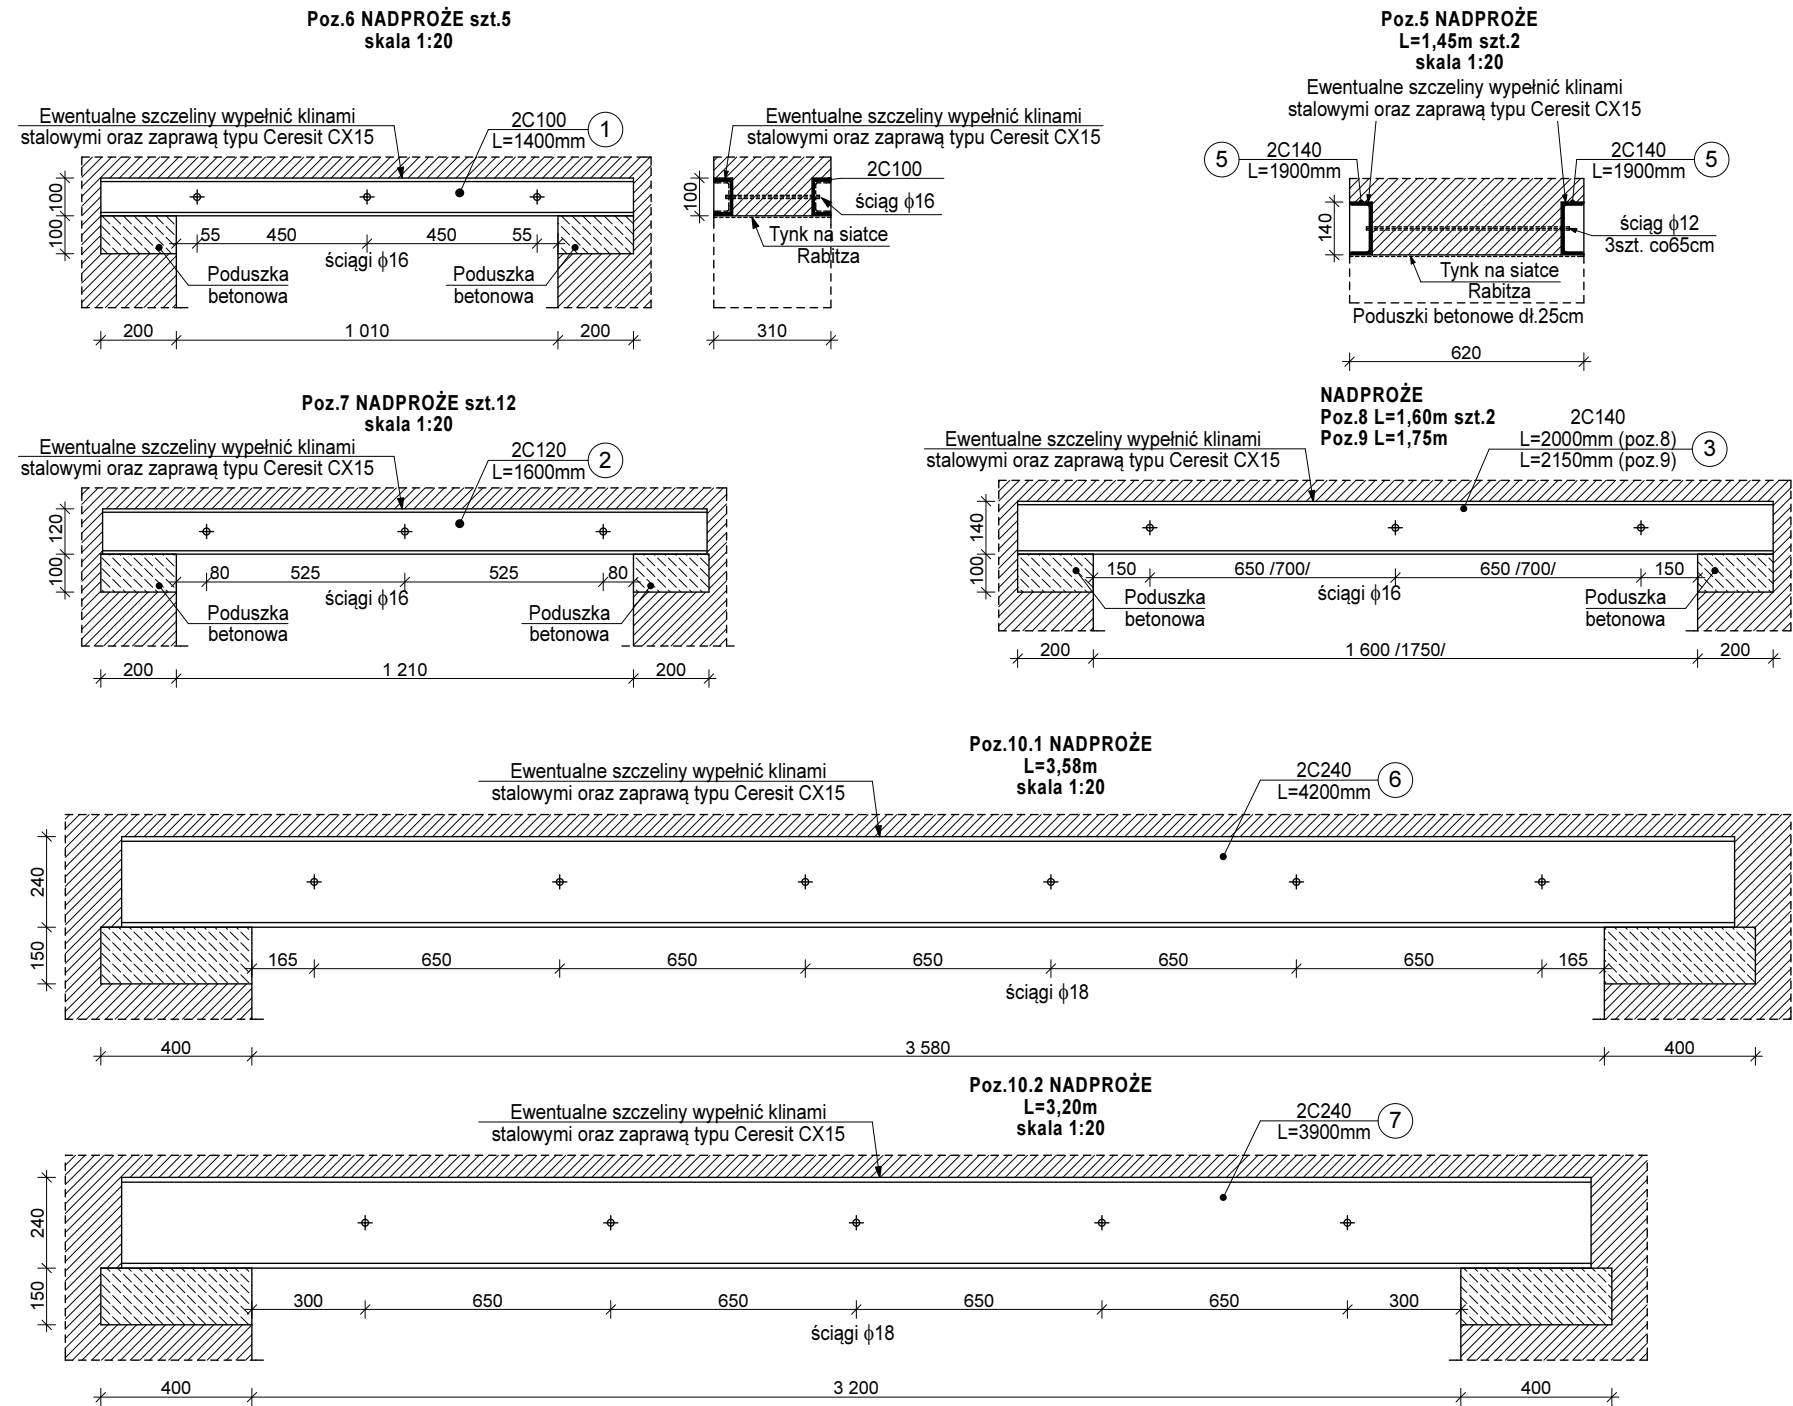 Poz.6 NADPROŻE szt.5
skala 1:20
Ewentualne szczeliny wypełnić klinami
stalowymi oraz zaprawą typu Ceresit CX15
2C100
L=1400mm
1
100
100
55
450
450
55
ściągi ϕ16
Poduszka
betonowa
Poduszka
betonowa
200
1 010
200
Ewentualne szczeliny wypełnić klinami
stalowymi oraz zaprawą typu Ceresit CX15
2C100
100
ściąg ϕ16
Tynk na siatce
Rabitza
310
Poz.5 NADPROŻE
L=1,45m szt.2
skala 1:20
Ewentualne szczeliny wypełnić klinami
stalowymi oraz zaprawą typu Ceresit CX15
5
2C140
L=1900mm
2C140
L=1900mm
5
140
ściąg ϕ12
3szt. co65cm
Tynk na siatce
Rabitza
Poduszki betonowe dł.25cm
620
Poz.7 NADPROŻE szt.12
skala 1:20
Ewentualne szczeliny wypełnić klinami
stalowymi oraz zaprawą typu Ceresit CX15
2C120
L=1600mm
2
120
100
80
525
525
80
ściągi ϕ16
Poduszka
betonowa
Poduszka
betonowa
200
1 210
200
NADPROŻE
Poz.8 L=1,60m szt.2
Poz.9 L=1,75m
Ewentualne szczeliny wypełnić klinami
stalowymi oraz zaprawą typu Ceresit CX15
2C140
L=2000mm (poz.8)
L=2150mm (poz.9)
3
140
100
150
650 /700/
650 /700/
150
ściągi ϕ16
Poduszka
betonowa
Poduszka
betonowa
200
1 600 /1750/
200
Poz.10.1 NADPROŻE
L=3,58m
skala 1:20
Ewentualne szczeliny wypełnić klinami
stalowymi oraz zaprawą typu Ceresit CX15
2C240
L=4200mm
6
240
150
165
650
650
650
650
650
165
ściągi ϕ18
400
3 580
400
Poz.10.2 NADPROŻE
L=3,20m
skala 1:20
Ewentualne szczeliny wypełnić klinami
stalowymi oraz zaprawą typu Ceresit CX15
2C240
L=3900mm
7
240
150
300
650
650
650
650
300
ściągi ϕ18
400
3 200
400